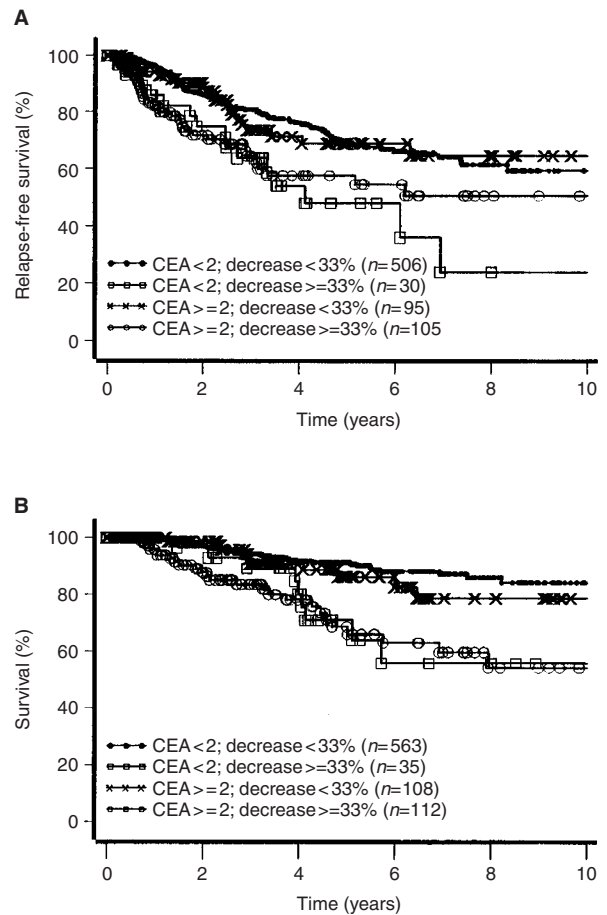 A
Relapse-free survival (%)
100
80
60
40
20
0
CEA<2; decrease<33% (n=506)
CEA<2; decrease>=33% (n=30)
CEA>=2; decrease<33% (n=95)
CEA>=2; decrease>=33% (n=105
0 2 4 6 8 10
Time (years)
B
Survival (%)
100
80
60
40
20
0
CEA<2; decrease<33% (n=563)
CEA<2; decrease>=33% (n=35)
CEA>=2; decrease<33% (n=108)
CEA>=2; decrease>=33% (n=112)
0 2 4 6 8 10
Time (years)